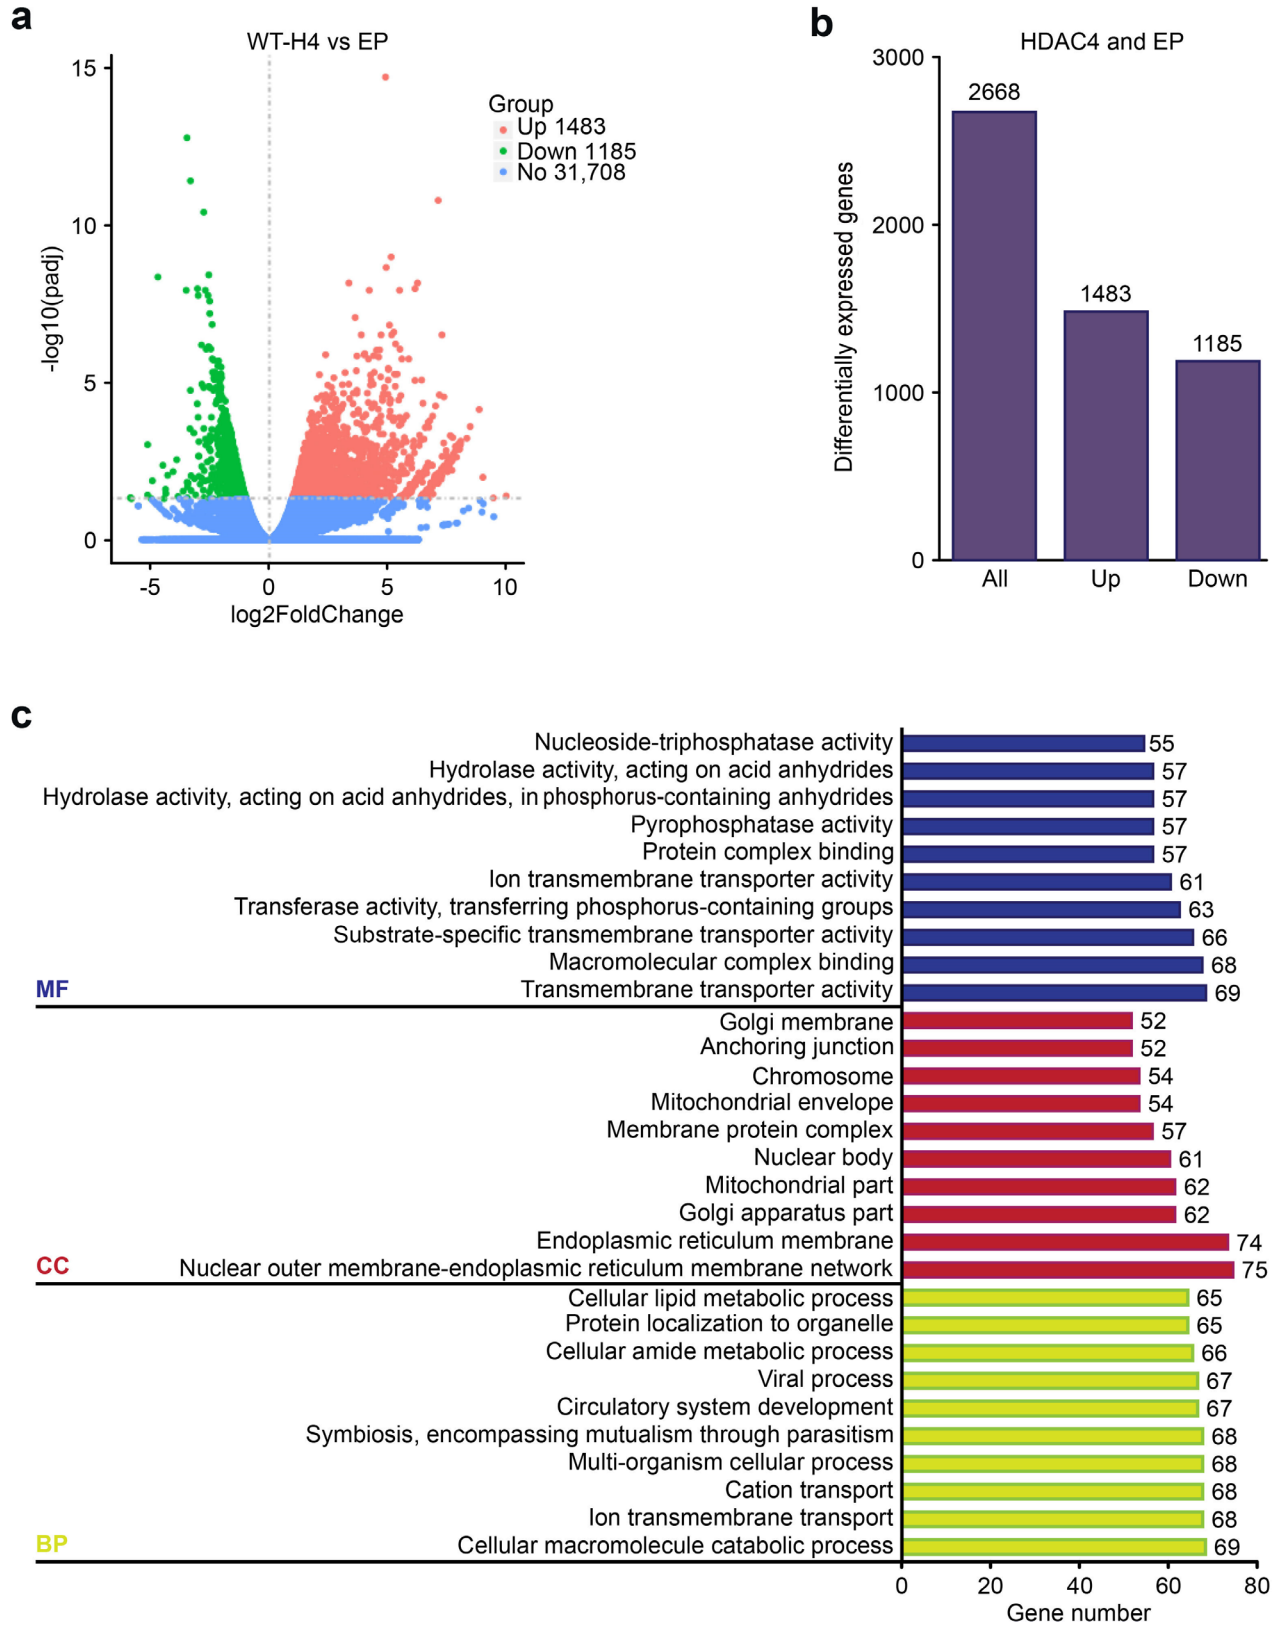 a
WT-H4 vs EP
15
10
5
0
-log10(padj)
-5
0
5
10
log2FoldChange
Group
Up 1483
Down 1185
No 31,708
b
HDAC4 and EP
3000
2000
1000
0
Differentially expressed genes
2668
1483
1185
All
Up
Down
c
Nucleoside-triphosphatase activity 55
Hydrolase activity, acting on acid anhydrides 57
Hydrolase activity, acting on acid anhydrides, in phosphorus-containing anhydrides 57
Pyrophosphatase activity 57
Protein complex binding 57
Ion transmembrane transporter activity 61
Transferase activity, transferring phosphorus-containing groups 63
Substrate-specific transmembrane transporter activity 66
Macromolecular complex binding 68
MF Transmembrane transporter activity 69
Golgi membrane 52
Anchoring junction 52
Chromosome 54
Mitochondrial envelope 54
Membrane protein complex 57
Nuclear body 61
Mitochondrial part 62
Golgi apparatus part 62
Endoplasmic reticulum membrane 74
CC Nuclear outer membrane-endoplasmic reticulum membrane network 75
Cellular lipid metabolic process 65
Protein localization to organelle 65
Cellular amide metabolic process 66
Viral process 67
Circulatory system development 67
Symbiosis, encompassing mutualism through parasitism 68
Multi-organism cellular process 68
Cation transport 68
Ion transmembrane transport 68
BP Cellular macromolecule catabolic process 69
0 20 40 60 80
Gene number